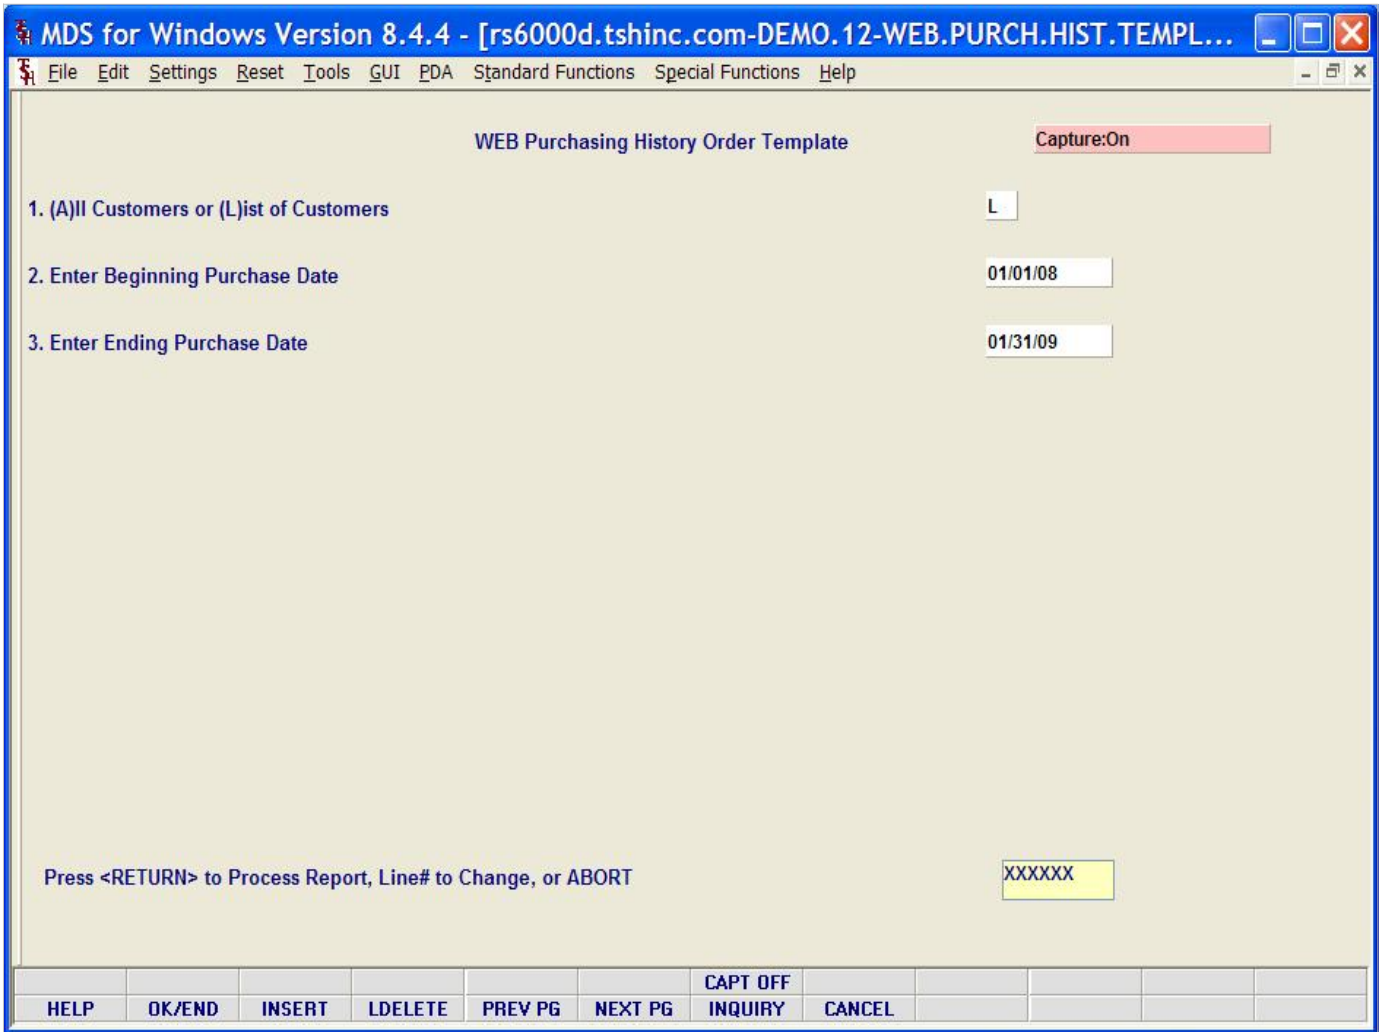 MDS for Windows Version 8.4.4 - [rs6000d.tshinc.com-DEMO.12-WEB.PURCH.HIST.TEMPL...
File Edit Settings Reset Tools GUI PDA Standard Functions Special Functions Help
WEB Purchasing History Order Template Capture:On
1. (A)ll Customers or (L)ist of Customers L
2. Enter Beginning Purchase Date 01/01/08
3. Enter Ending Purchase Date 01/31/09
Press <RETURN> to Process Report, Line# to Change, or ABORT XXXXXX
CAPT OFF
HELP OK/END INSERT LDELETE PREV PG NEXT PG INQUIRY CANCEL